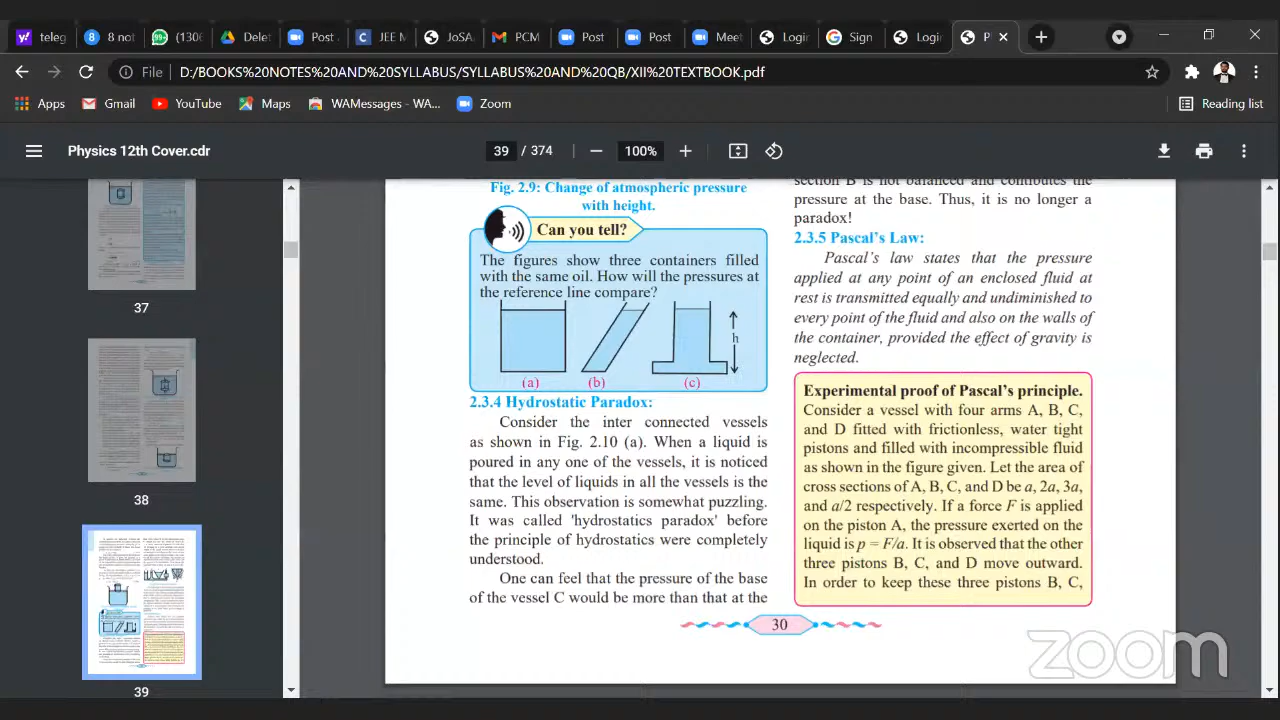 teleg
8 not
(1306
Delet
Post
JEE M
JoSA
PCM
Post
Post
Meet
Login
Sign
Login
File D:/BOOKS%20NOTES%20AND%20SYLLABUS/SYLLABUS%20AND%20QB/XII%20TEXTBOOK.pdf
Apps Gmail YouTube Maps WAMessages - WA... Zoom Reading list
Physics 12th Cover.cdr 39 / 374 100%
37
38
39
Fig. 2.9: Change of atmospheric pressure
with height.
Can you tell?
The figures show three containers filled
with the same oil. How will the pressures at
the reference line compare?
h
(a) (b) (c)
2.3.4 Hydrostatic Paradox:
Consider the inter connected vessels
as shown in Fig. 2.10 (a). When a liquid is
poured in any one of the vessels, it is noticed
that the level of liquids in all the vessels is the
same. This observation is somewhat puzzling.
It was called 'hydrostatics paradox' before
the principle of hydrostatics were completely
understood.
One can feel that the pressure of the base
of the vessel C would be more than that at the
section B is not balanced and contributes the
pressure at the base. Thus, it is no longer a
paradox!
2.3.5 Pascal's Law:
Pascal's law states that the pressure
applied at any point of an enclosed fluid at
rest is transmitted equally and undiminished to
every point of the fluid and also on the walls of
the container, provided the effect of gravity is
neglected.
Experimental proof of Pascal's principle.
Consider a vessel with four arms A, B, C,
and D fitted with frictionless, water tight
pistons and filled with incompressible fluid
as shown in the figure given. Let the area of
cross sections of A, B, C, and D be a, 2a, 3a,
and a/2 respectively. If a force F is applied
on the piston A, the pressure exerted on the
liquid is p = F/a. It is observed that the other
three pistons B, C, and D move outward.
In order to keep these three pistons B, C,
30
zoom